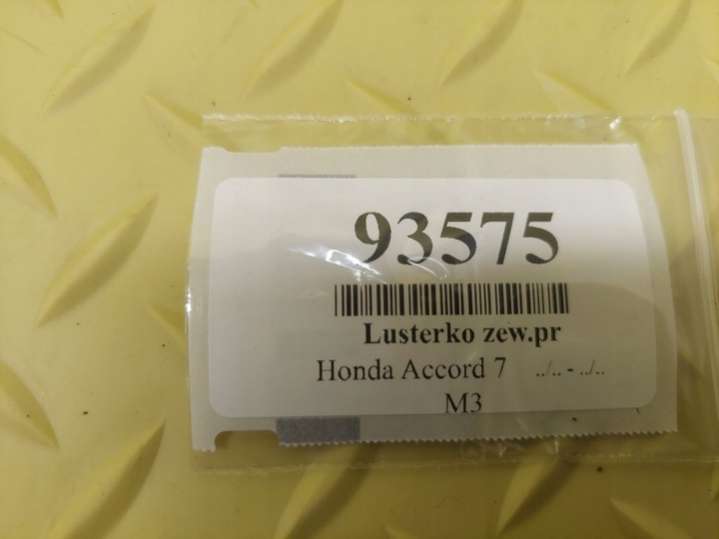 93575
Lusterko zew.pr
Honda Accord 7 ../.. - ../..
M3